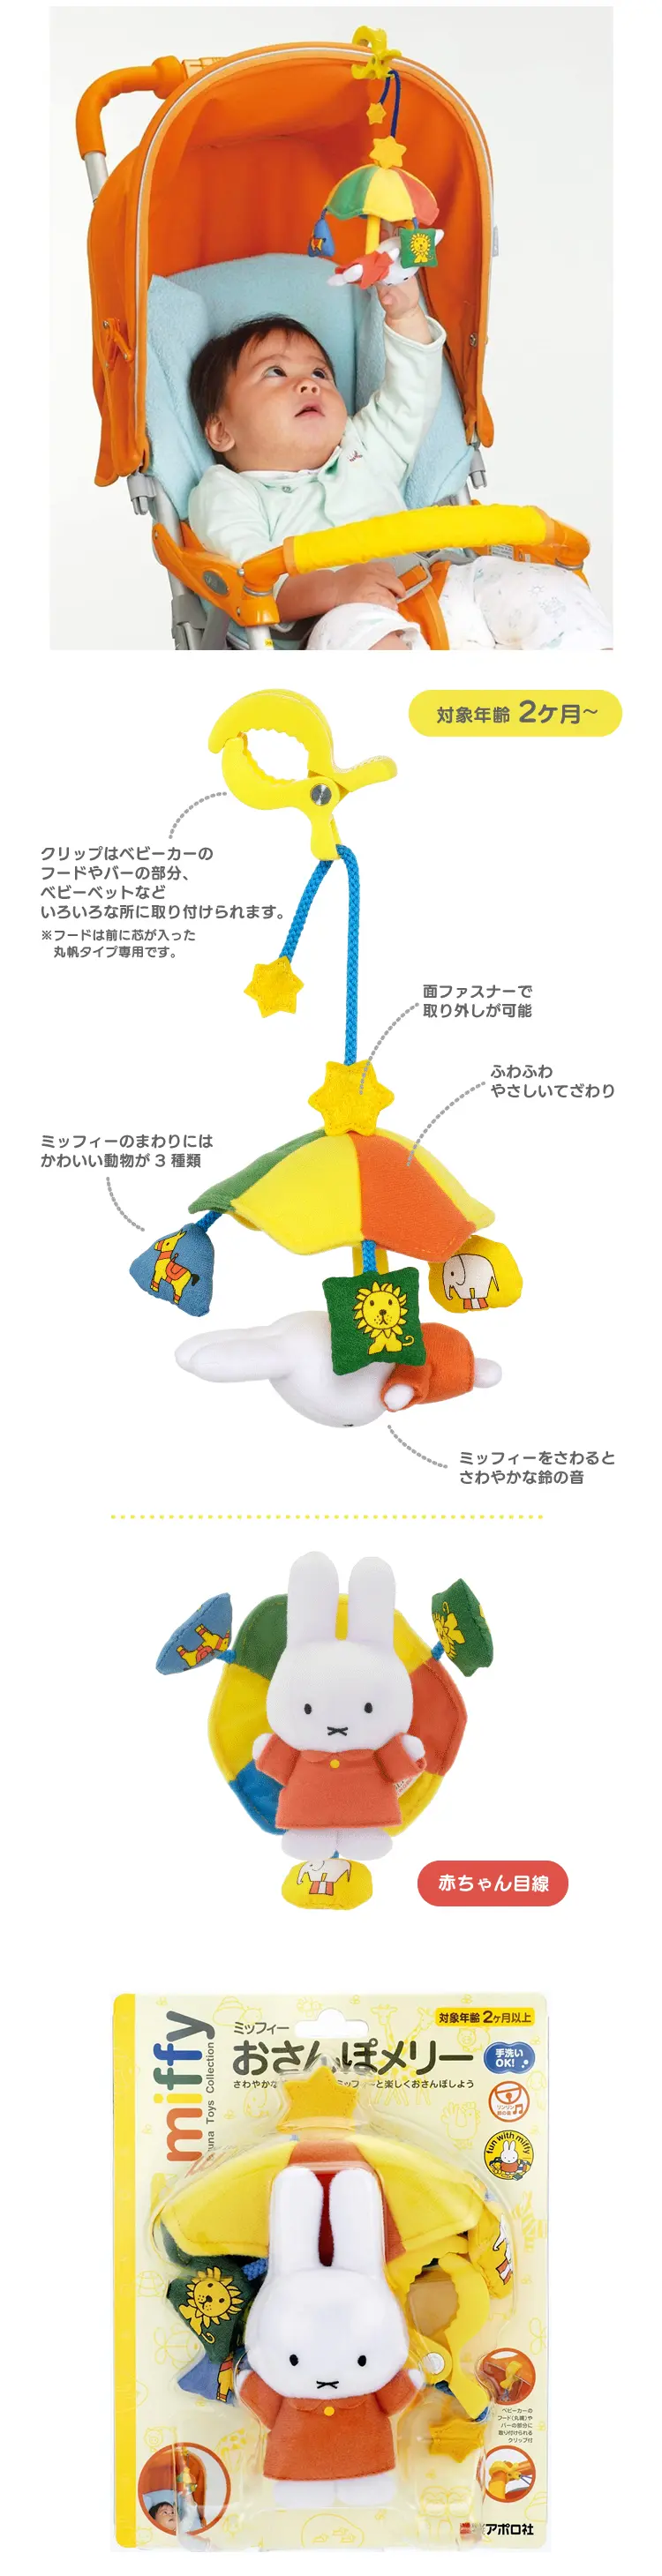 対象年齢 2ケ月~
クリップはベビーカーの
フードやバーの部分、
ベビーベットなど
いろいろな所に取り付けられます。
※フードは前に芯が入った
丸帆タイプ専用です。
面ファスナーで
取り外しが可能
ふわふわ
やさしいてざわり
ミッフィーのまわりには
かわいい動物が 3 種類
ミッフィーをさわると
さわやかな鈴の音
赤ちゃん目線
miffy
una Toys Collection
対象年齢2ヶ月以上
ミッフィー
おさんぽメリー
さわやかな
ミッフィーと楽しくおさんぽしよう
手洗い
OK!
リンリン
鈴の音
fun with miffy
ベビーカーの
フード(丸帆)や
バーの部分に
取り付けられる
クリップ付
アポロ社